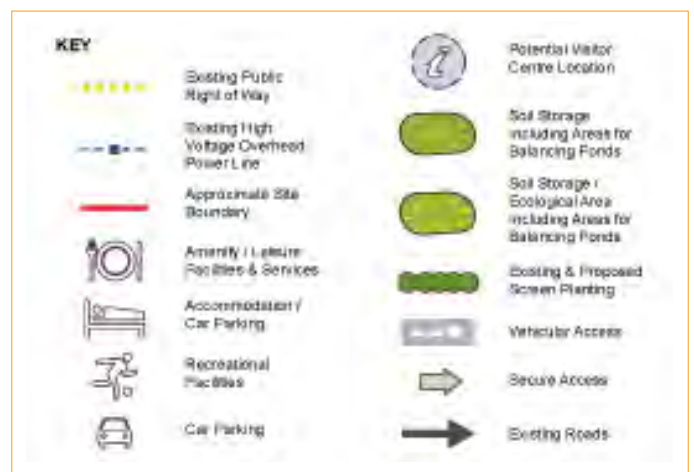 KEY
Existing Public
Right of Way
Existing High
Voltage Overhead
Power Line
Approximate Site
Boundary
Amenity / Leisure
Facilities & Services
Accommodation /
Car Parking
Recreational
Facilities
Car Parking
Potential Visitor
Centre Location
Soil Storage
including Areas for
Balancing Ponds
Soil Storage /
Ecological Area
including Areas for
Balancing Ponds
Existing & Proposed
Screen Planting
Vehicular Access
Secure Access
Existing Roads